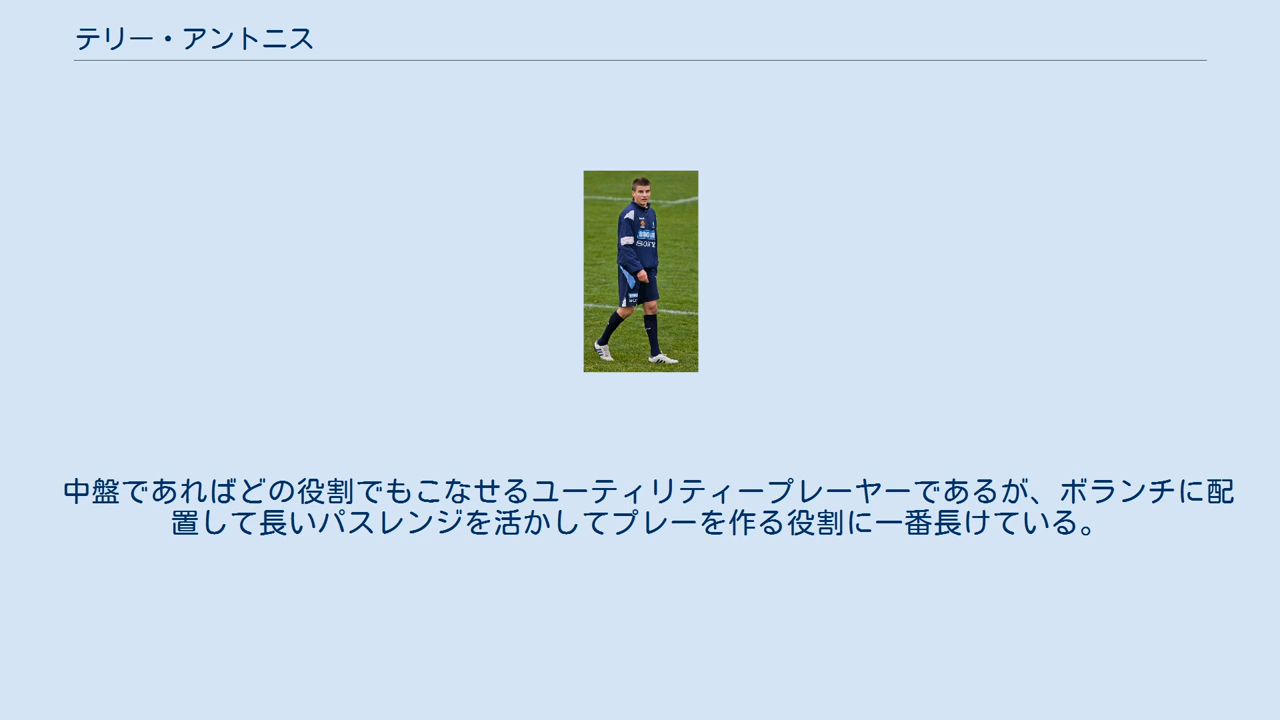 テリー・アントニス
SONY
中盤であればどの役割でもこなせるユーティリティープレーヤーであるが、ボランチに配
置して長いパスレンジを活かしてプレーを作る役割に一番長けている。